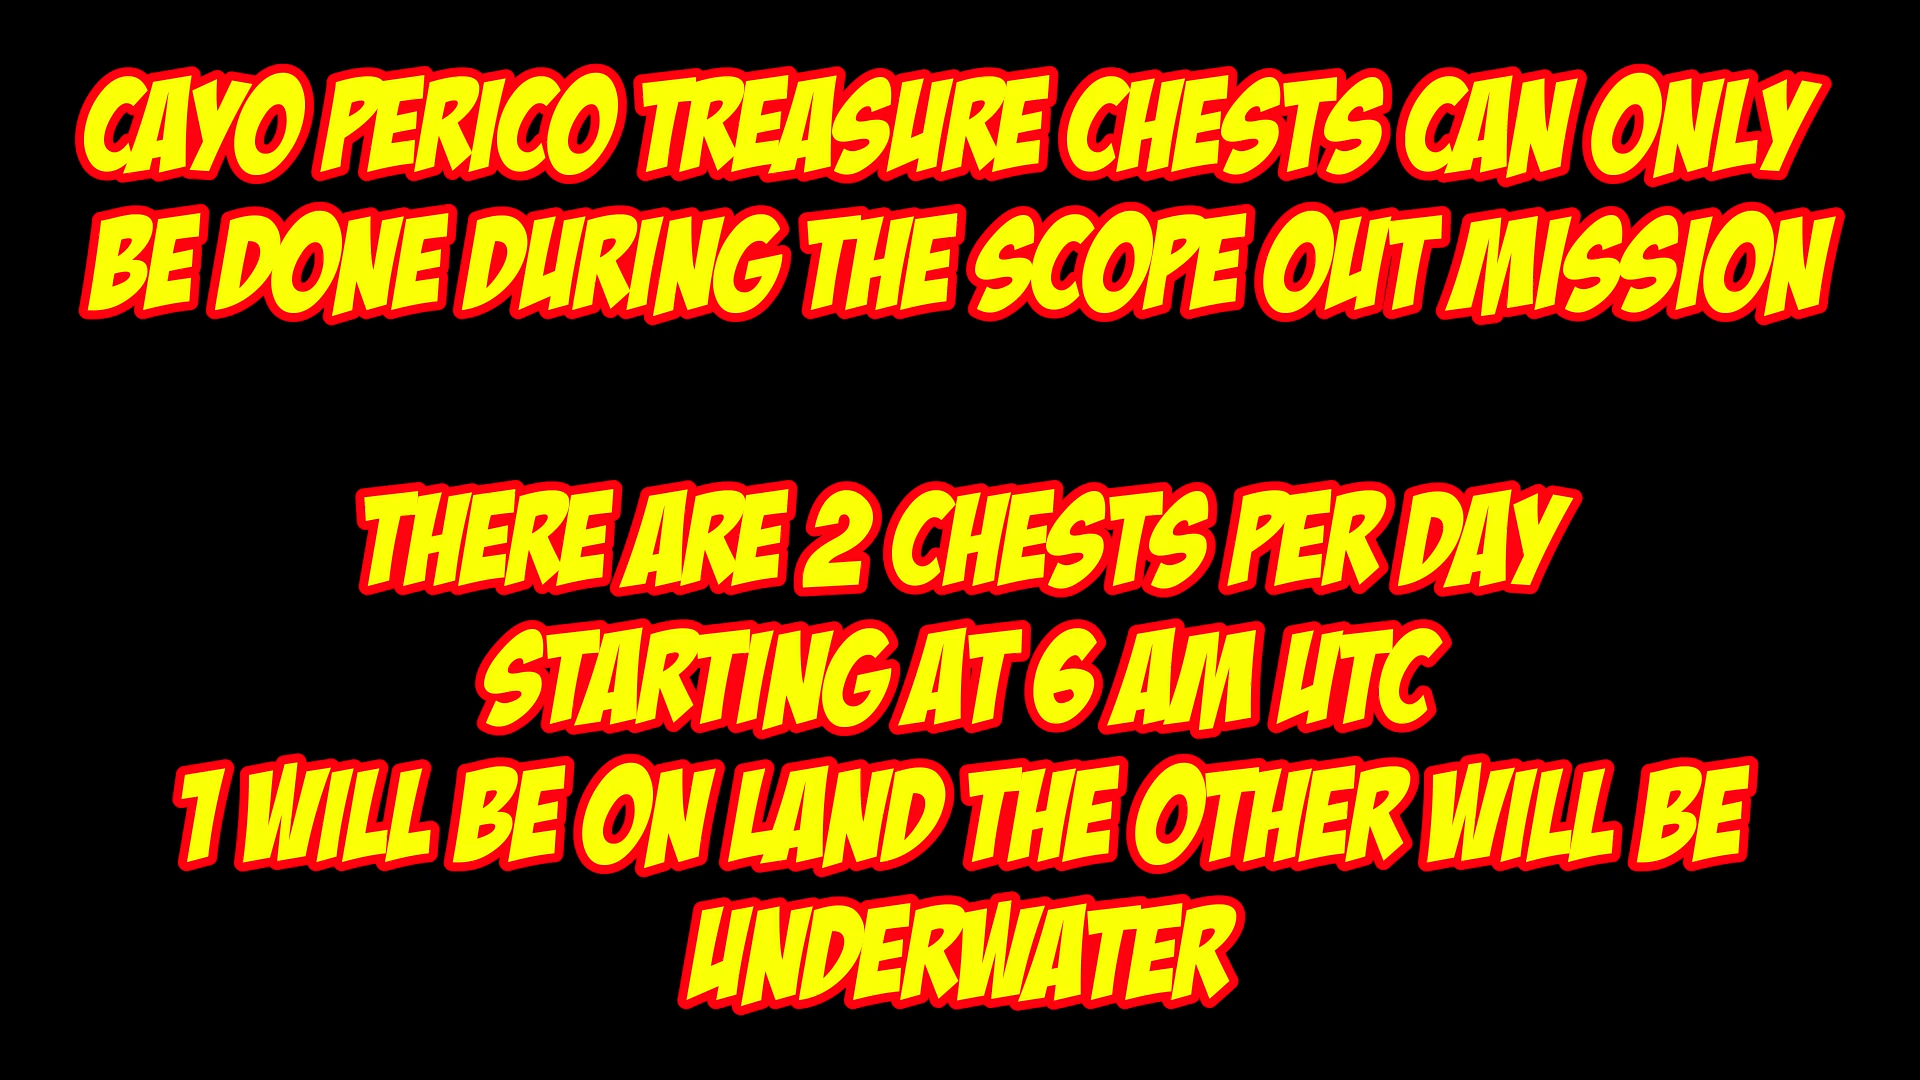 CAYO PERICO TREASURE CHESTS CAN ONLY
BE DONE DURING THE SCOPE OUT MISSION
THERE ARE 2 CHESTS PER DAY
STARTING AT 6 AM UTC
1 WILL BE ON LAND THE OTHER WILL BE
UNDERWATER